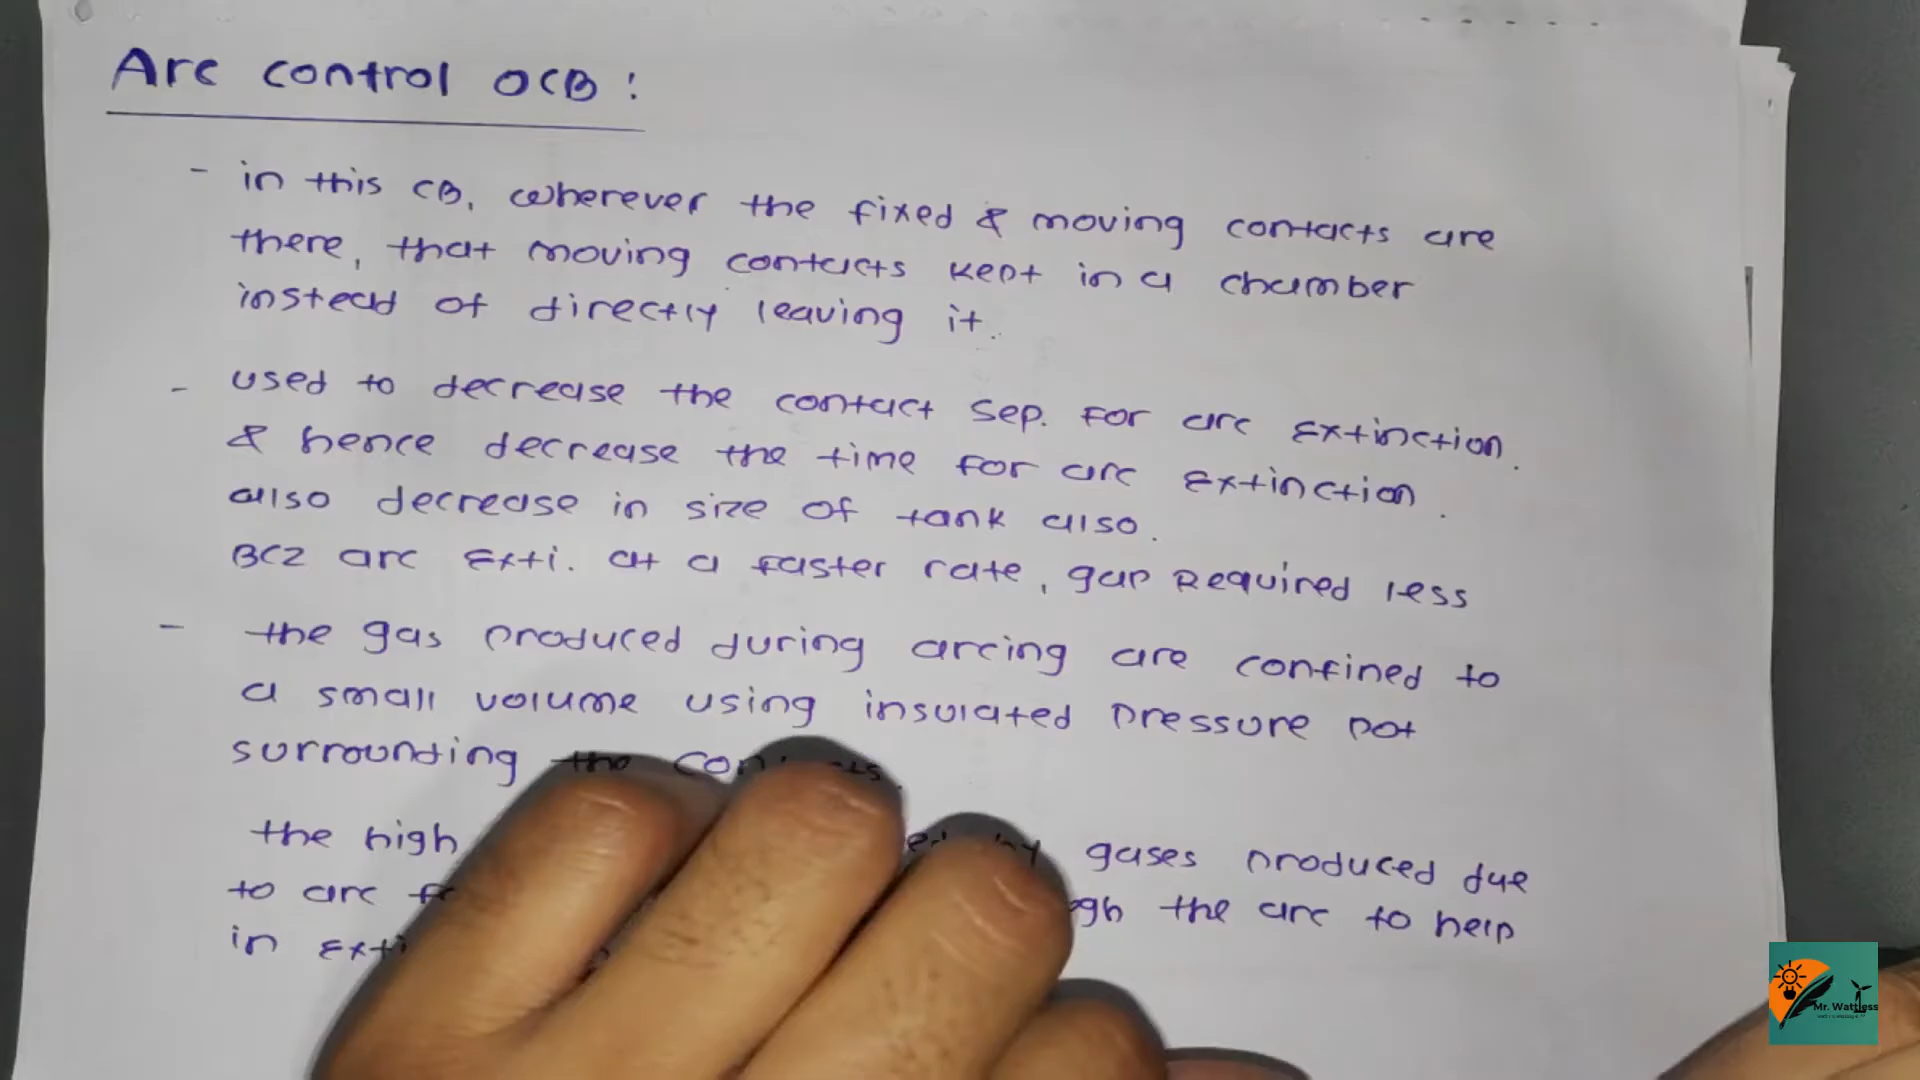 Arc control OCB :
- in this CB, wherever the fixed & moving contacts are
there, that moving contacts kept in a chamber
instead of directly leaving it.
- used to decrease the contact sep. For arc Extinction.
& hence decrease the time for arc Extinction.
also decrease in size of tank also.
BCZ arc Exti. at a faster rate, gap Required less
- the gas produced during arcing are confined to
a small volume using insulated pressure pot
surrounding the
the high gases produced due
to arc the arc to help
in
Mr. Wattless